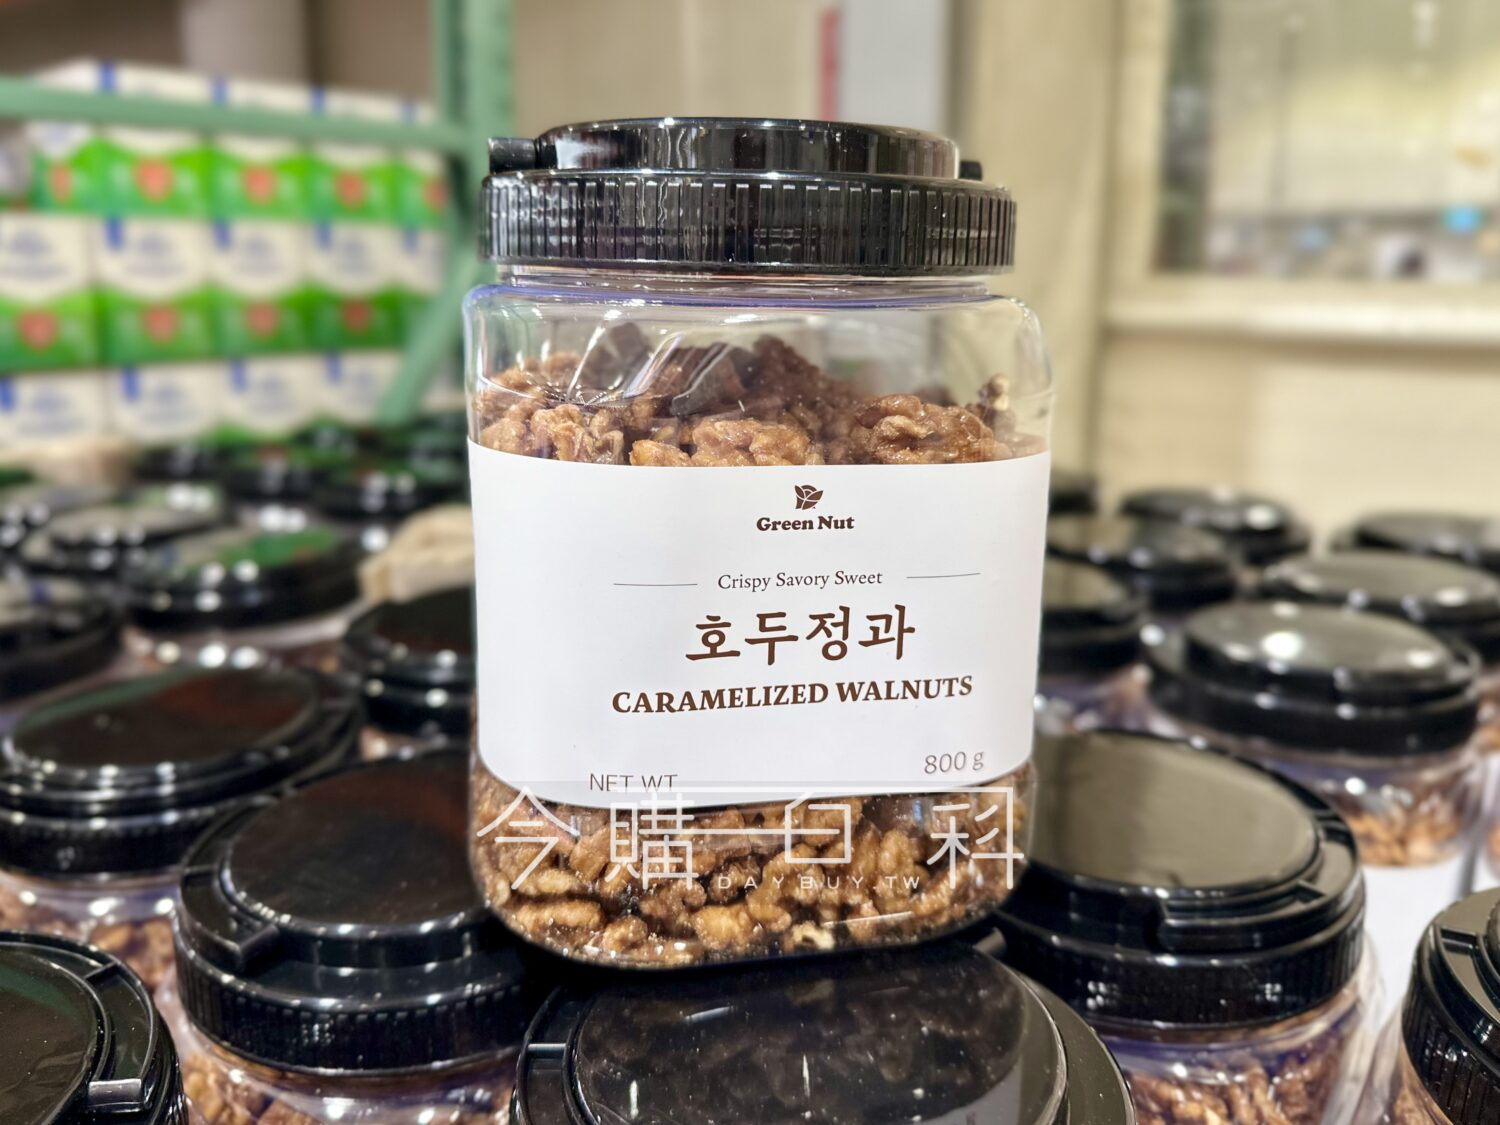 Green Nut
Crispy Savory Sweet
호두정과
CARAMELIZED WALNUTS
NET WT 800 g
今購百科
DAYBUY.TW